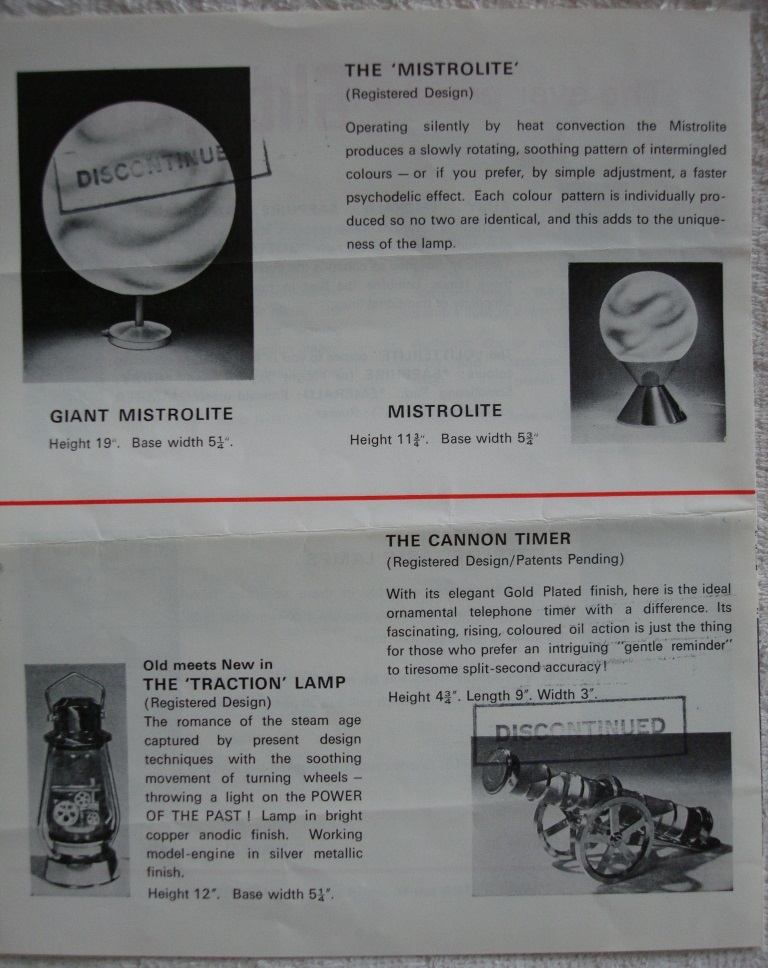 THE 'MISTROLITE'
(Registered Design)
Operating silently by heat convection the Mistrolite
produces a slowly rotating, soothing pattern of intermingled
colours — or if you prefer, by simple adjustment, a faster
psychodelic effect. Each colour pattern is individually pro-
duced so no two are identical, and this adds to the unique-
ness of the lamp.
DISCONTINUE
GIANT MISTROLITE
Height 19". Base width 5¼".
MISTROLITE
Height 11¾". Base width 5¾"
THE CANNON TIMER
(Registered Design/Patents Pending)
With its elegant Gold Plated finish, here is the ideal
ornamental telephone timer with a difference. Its
fascinating, rising, coloured oil action is just the thing
for those who prefer an intriguing "gentle reminder"
to tiresome split-second accuracy!
Height 4¾". Length 9". Width 3".
DISCONTINUED
Old meets New in
THE 'TRACTION' LAMP
(Registered Design)
The romance of the steam age
captured by present design
techniques with the soothing
movement of turning wheels –
throwing a light on the POWER
OF THE PAST! Lamp in bright
copper anodic finish. Working
model-engine in silver metallic
finish.
Height 12". Base width 5¼".